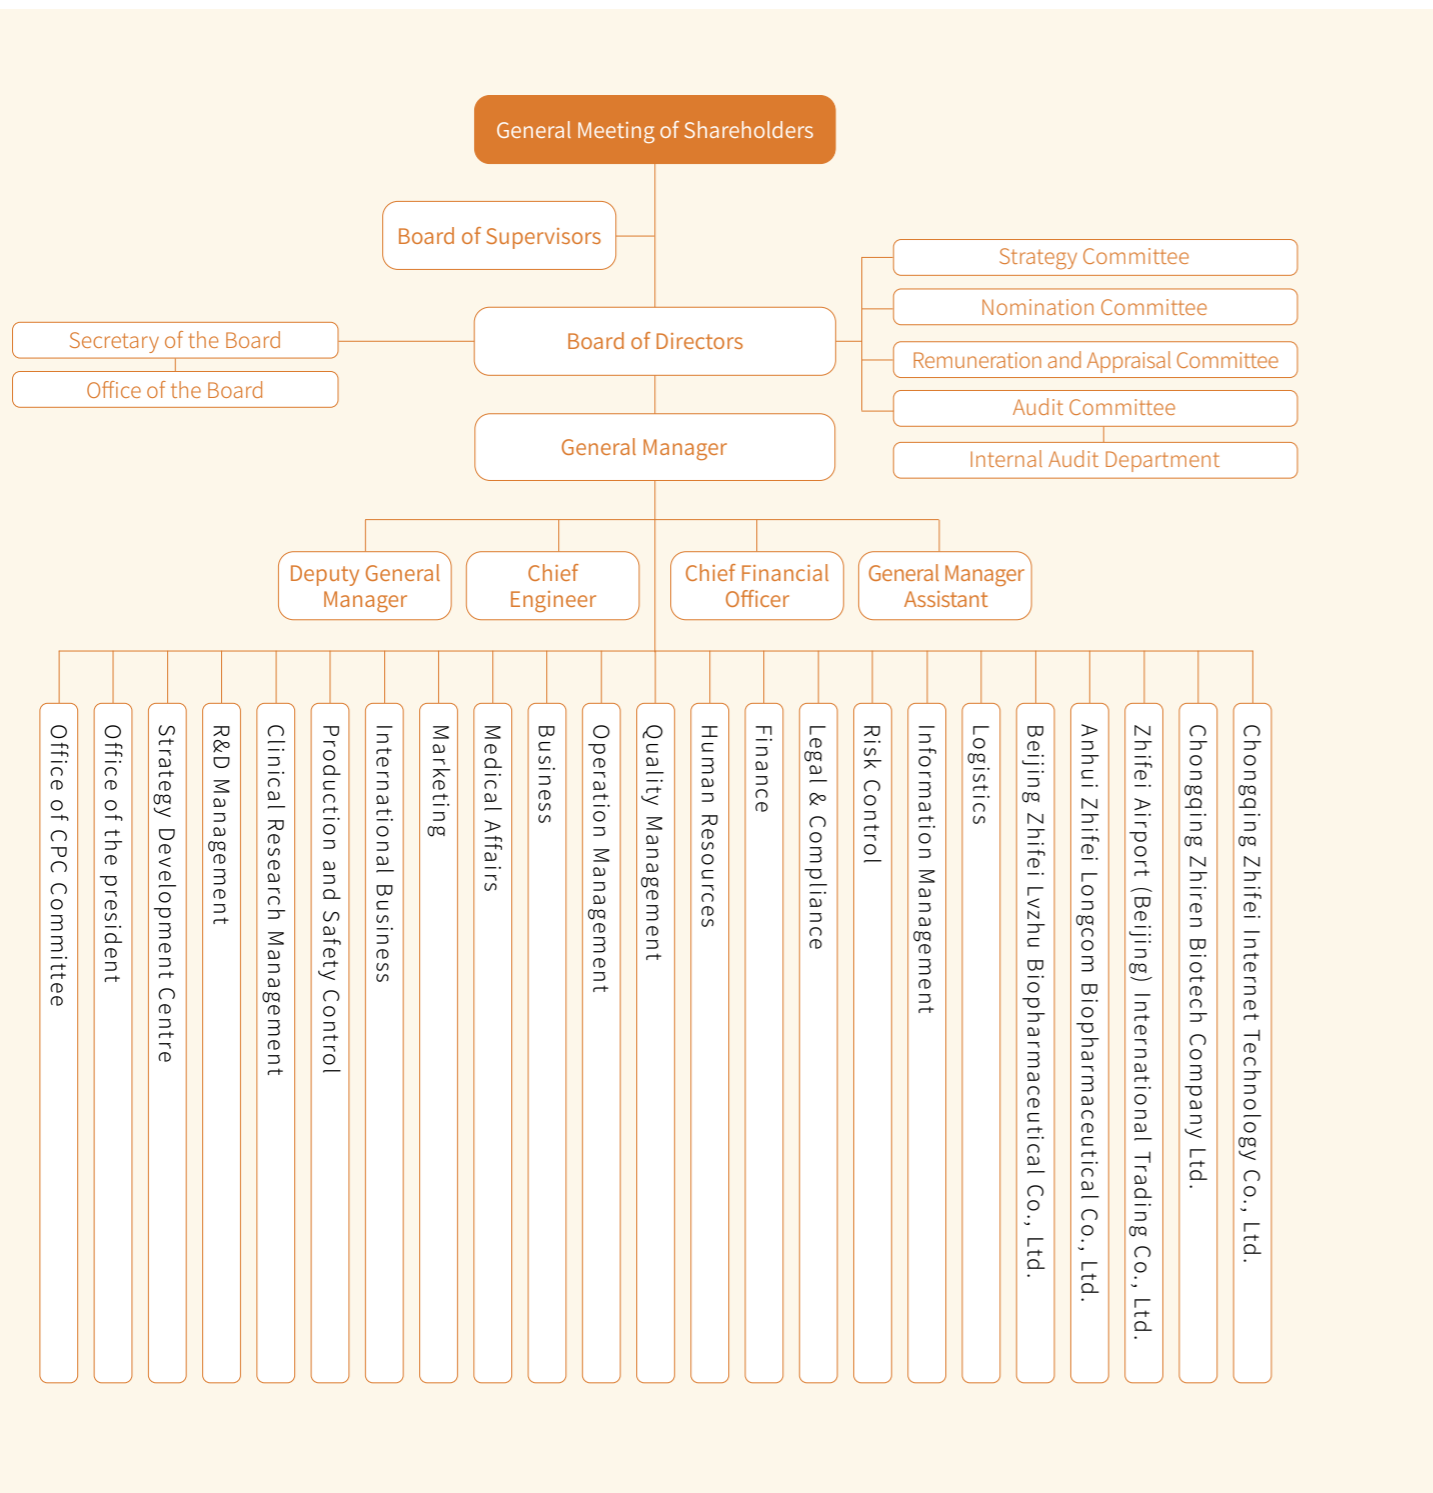 General Meeting of Shareholders
Board of Supervisors
Strategy Committee
Nomination Committee
Secretary of the Board
Board of Directors
Remuneration and Appraisal Committee
Office of the Board
Audit Committee
General Manager
Internal Audit Department
Deputy General
Manager
Chief
Engineer
Chief Financial
Officer
General Manager
Assistant
Office of CPC Committee
Office of the president
Strategy Development Centre
R&D Management
Clinical Research Management
Production and Safety Control
International Business
Marketing
Medical Affairs
Business
Operation Management
Quality Management
Human Resources
Finance
Legal & Compliance
Risk Control
Information Management
Logistics
Beijing Zhifei Lvzhu Biopharmaceutical Co., Ltd.
Anhui Zhifei Longcom Biopharmaceutical Co., Ltd.
Zhifei Airport (Beijing) International Trading Co., Ltd.
Chongqing Zhiren Biotech Company Ltd.
Chongqing Zhifei Internet Technology Co., Ltd.